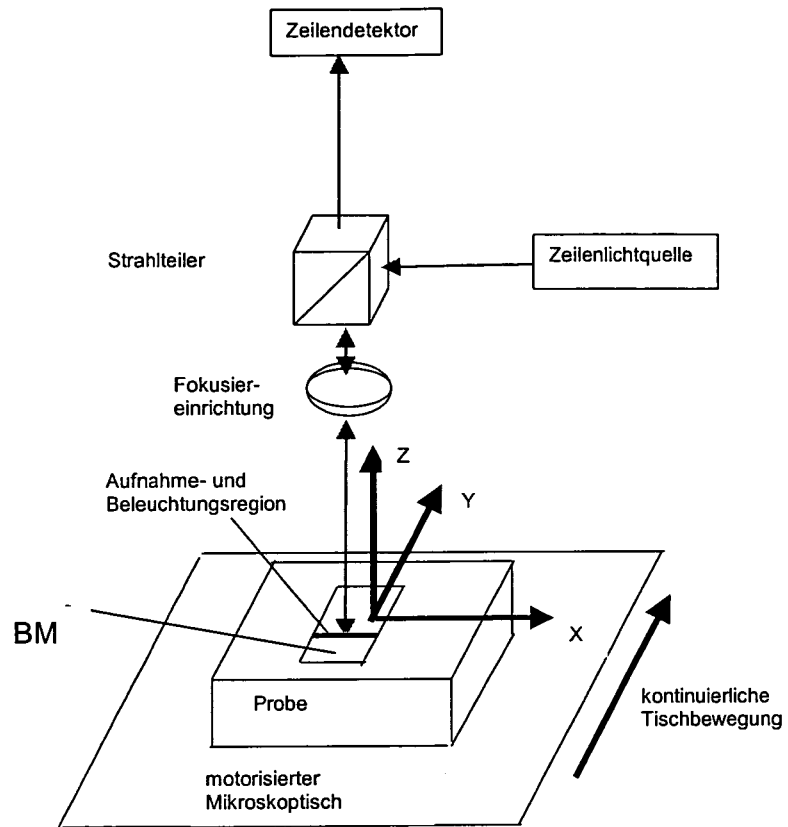 Zeilendetektor
Strahlteiler
Zeilenlichtquelle
Fokusier-
einrichtung
Z
Aufnahme- und
Beleuchtungsregion
Y
BM
X
Probe
kontinuierliche
Tischbewegung
motorisierter
Mikroskoptisch